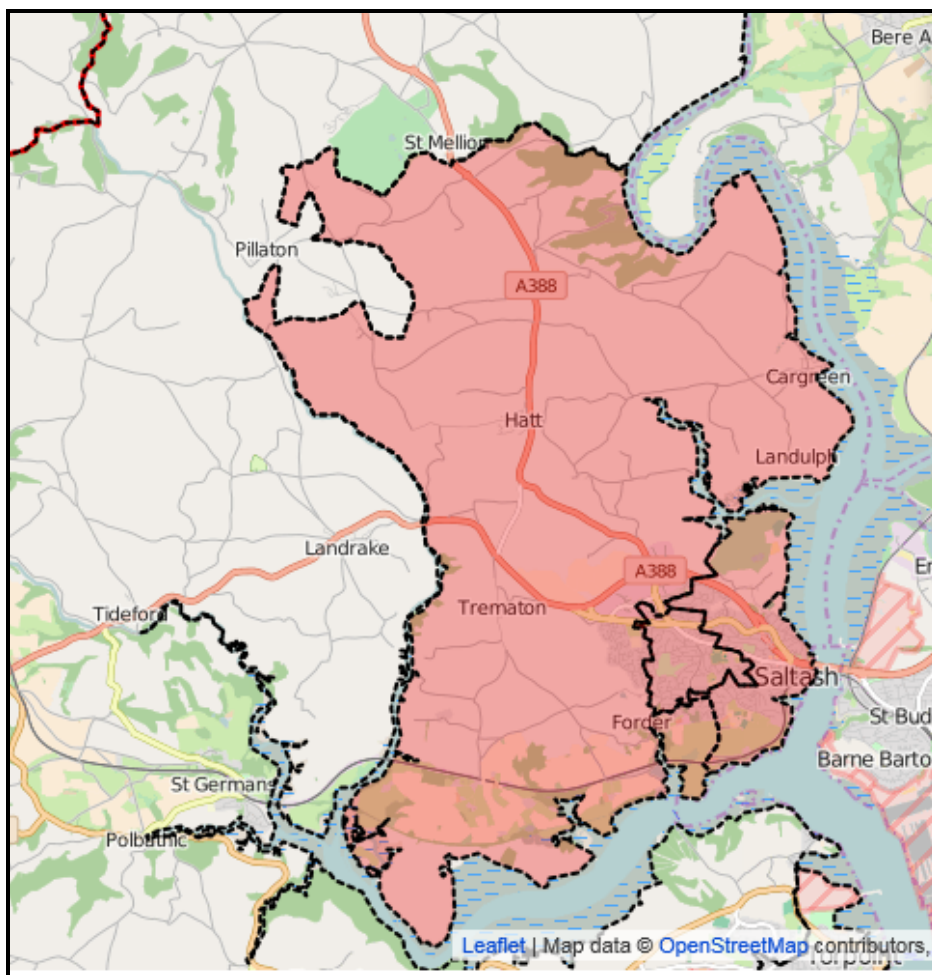 Bere A
St Mellion
Pillaton
A388
Cargreen
Hatt
Landulph
Landrake
A388
Trematon
Tideford
Saltash
Forder
St Bud
Barne Barto
St Germans
Polbathic
Leaflet | Map data © OpenStreetMap contributors,